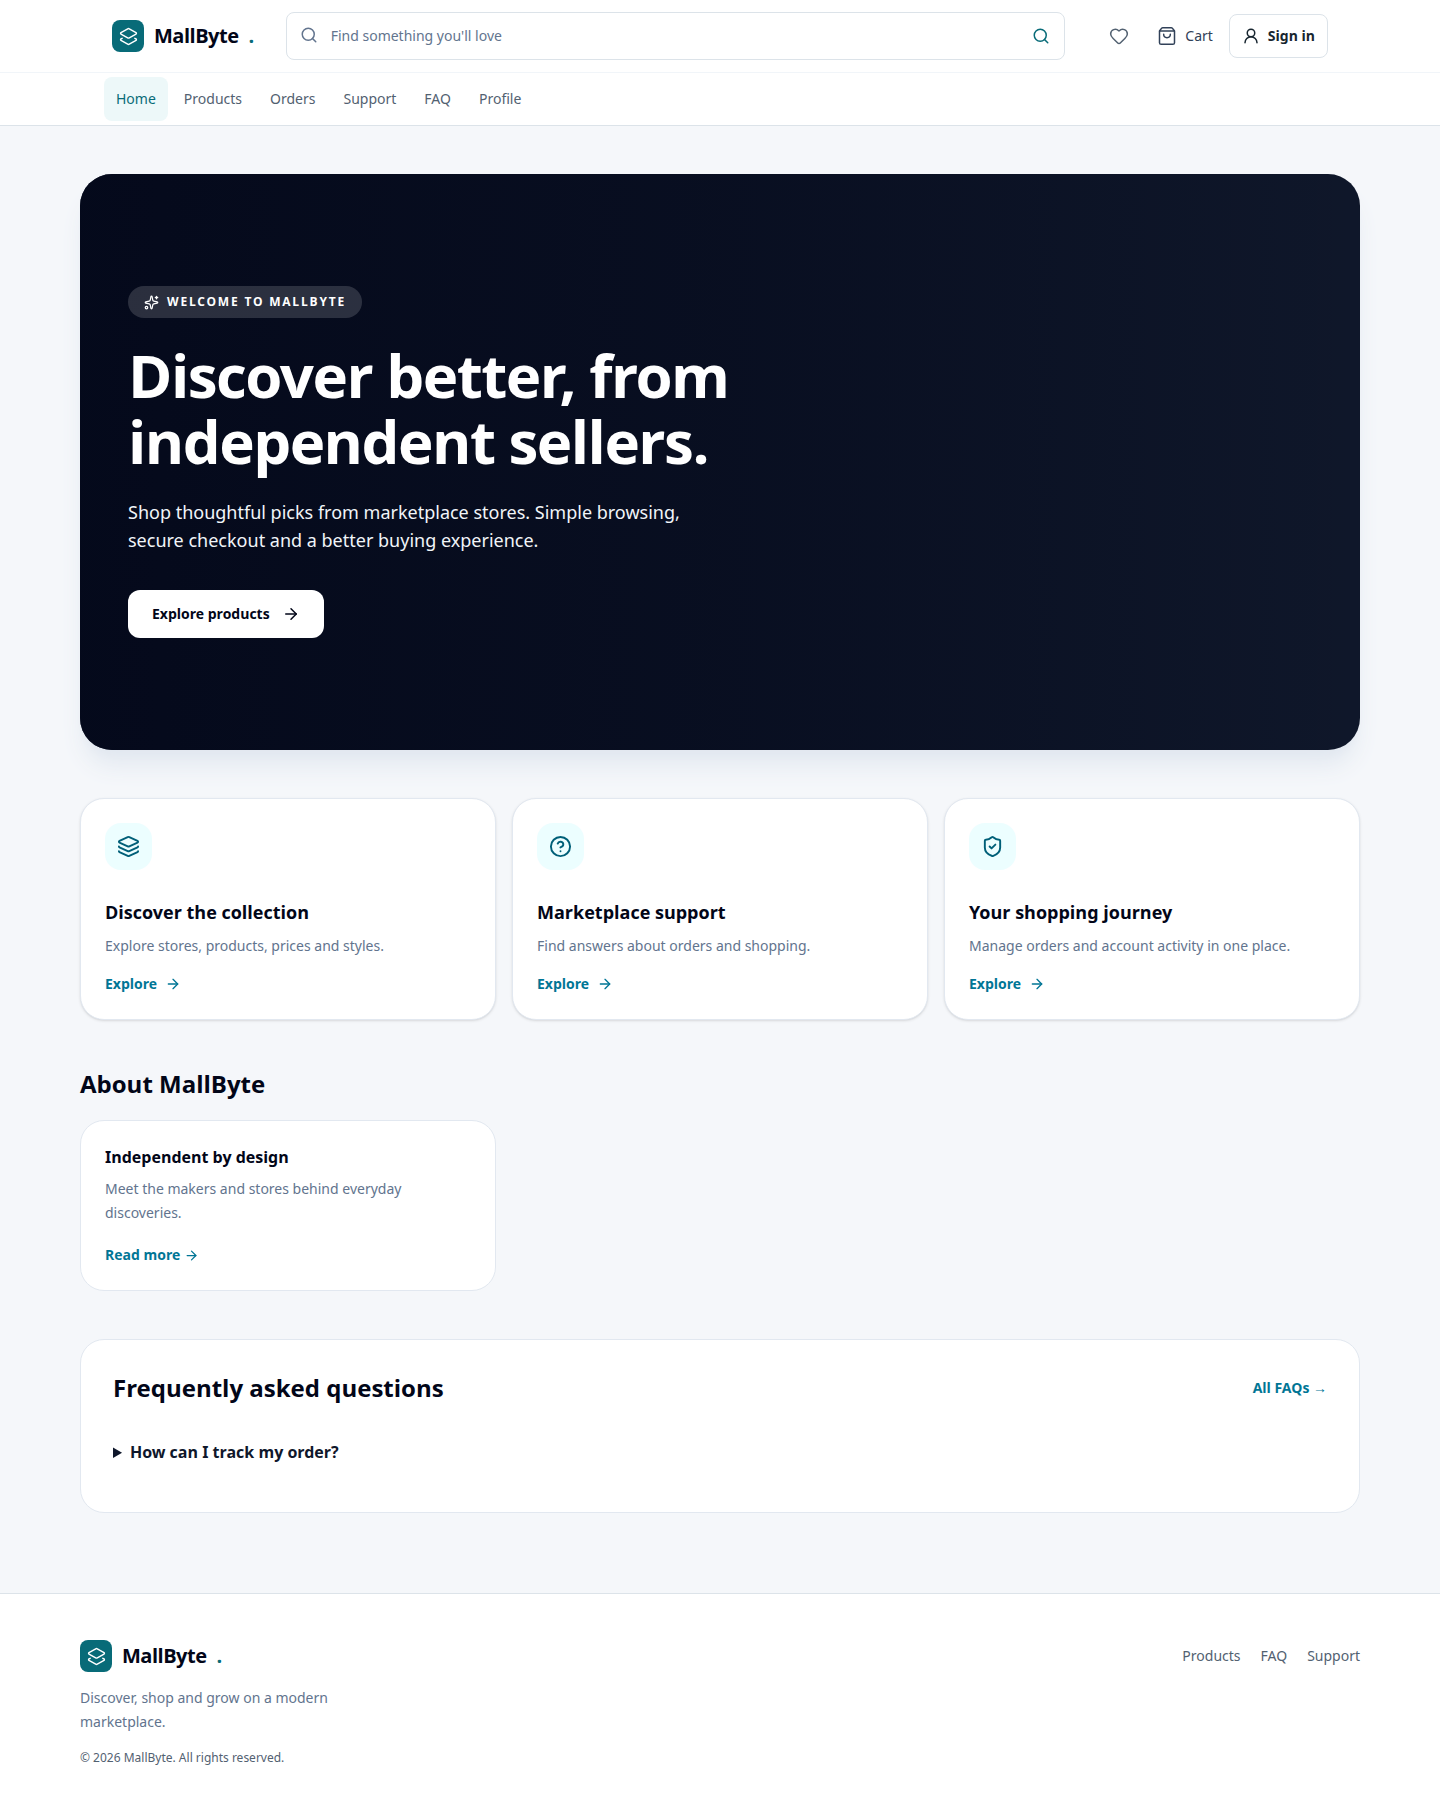 MallByte .
Find something you'll love
Cart
Sign in
Home Products Orders Support FAQ Profile
WELCOME TO MALLBYTE
Discover better, from
independent sellers.
Shop thoughtful picks from marketplace stores. Simple browsing,
secure checkout and a better buying experience.
Explore products →
Discover the collection
Explore stores, products, prices and styles.
Explore →
Marketplace support
Find answers about orders and shopping.
Explore →
Your shopping journey
Manage orders and account activity in one place.
Explore →
About MallByte
Independent by design
Meet the makers and stores behind everyday
discoveries.
Read more →
Frequently asked questions
All FAQs →
▶ How can I track my order?
MallByte .
Products FAQ Support
Discover, shop and grow on a modern
marketplace.
© 2026 MallByte. All rights reserved.